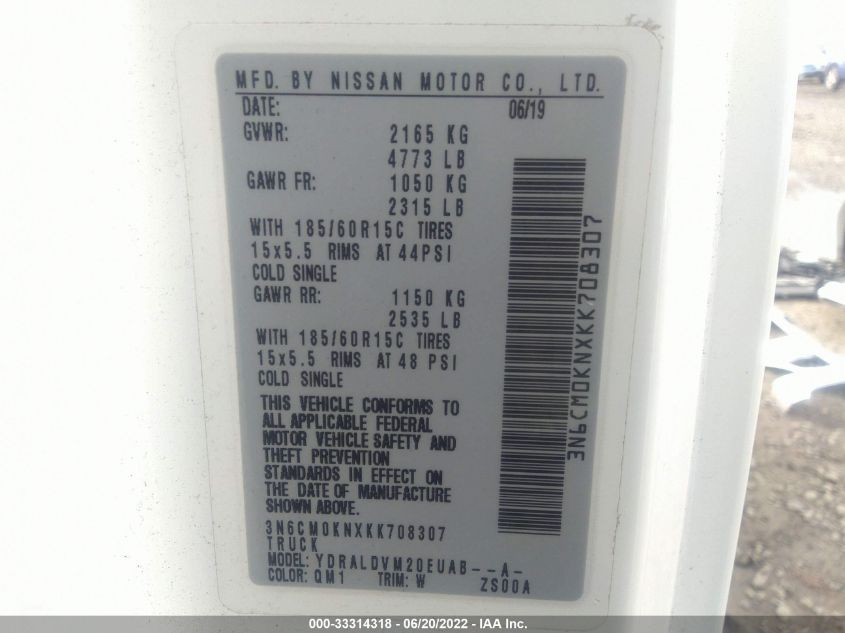 MFD. BY NISSAN MOTOR CO., LTD.
DATE: 06/19
GVWR: 2165 KG
4773 LB
GAWR FR: 1050 KG
2315 LB
WITH 185/60R15C TIRES
15x5.5 RIMS AT 44PSI
COLD SINGLE
GAWR RR: 1150 KG
2535 LB
WITH 185/60R15C TIRES
15x5.5 RIMS AT 48 PSI
COLD SINGLE
THIS VEHICLE CONFORMS TO
ALL APPLICABLE FEDERAL
MOTOR VEHICLE SAFETY AND
THEFT PREVENTION
STANDARDS IN EFFECT ON
THE DATE OF MANUFACTURE
SHOWN ABOVE.
3N6CM0KNXKK708307
TRUCK
MODEL: YDRALDVM20EUAB--A-
COLOR: QM1 TRIM: W ZS00A
3N6CM0KNXKK708307
000-33314318 - 06/20/2022 - IAAI Inc.